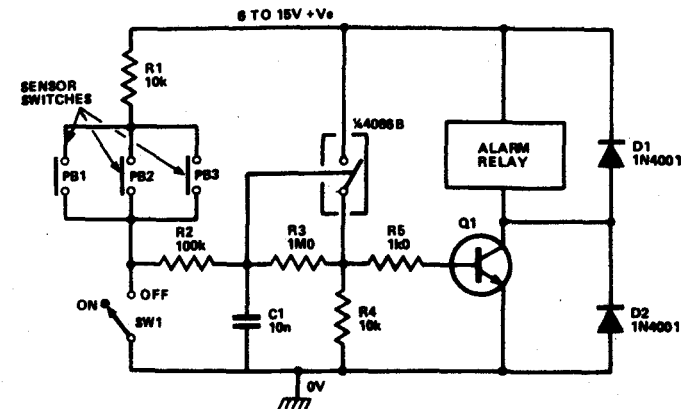 6 TO 15V +Ve
R1
10k
SENSOR
SWITCHES
¼4066B
PB1
PB2
PB3
ALARM
RELAY
D1
1N4001
R2
100k
R3
1M0
R5
1k0
Q1
ON
OFF
SW1
C1
10n
R4
10k
D2
1N4001
0V